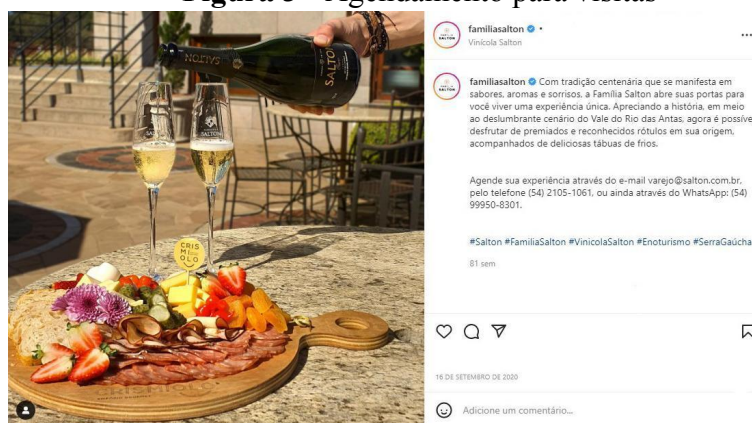 Agendamento para visitas
familiasalton •
Vinícola Salton
familiasalton Com tradição centenária que se manifesta em
sabores, aromas e sorrisos, a Família Salton abre suas portas para
você viver uma experiência única. Apreciando a história, em meio
ao deslumbrante cenário do Vale do Rio das Antas, agora é possíve
desfrutar de premiados e reconhecidos rótulos em sua origem,
acompanhados de deliciosas tábuas de frios.
Agende sua experiência através do e-mail varejo@salton.com.br,
pelo telefone (54) 2105-1061, ou ainda através do WhatsApp: (54)
99950-8301.
#Salton #FamiliaSalton #VinicolaSalton #Enoturismo #SerraGaúcha
81 sem
16 DE SETEMBRO DE 2020
Adicione um comentário...
SALTON
SALTON
SALTON
SALTON
CRIS
MI
OLO